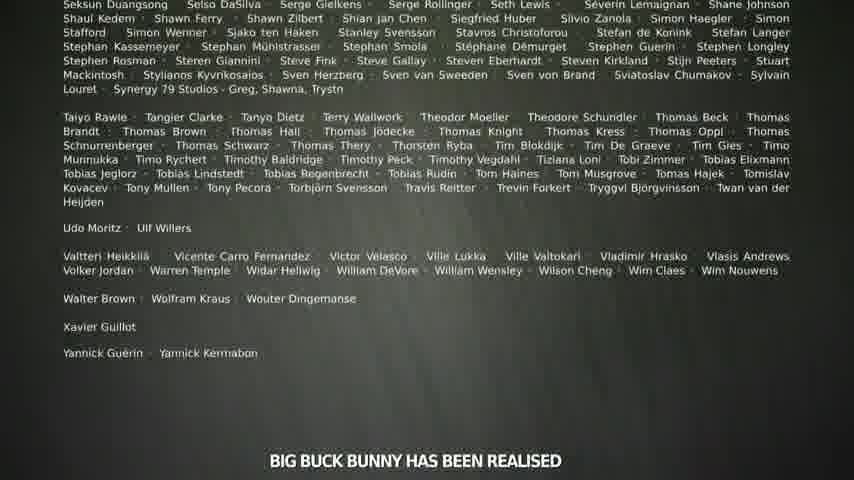 Seksun Duangsong · Selso DaSilva · Serge Gielkens · Serge Rollinger · Seth Lewis · Séverin Lemaignan · Shane Johnson
Shaul Kedem · Shawn Ferry · Shawn Zilbert · Shian Jan Chen · Siegfried Huber · Silvio Zanola · Simon Haegler · Simon
Stafford · Simon Wenner · Sjako ten Haken · Stanley Svensson · Stavros Christoforou · Stefan de Konink · Stefan Langer
Stephan Kassemeyer · Stephan Mühlstrasser · Stephan Smola · Stéphane Démurget · Stephen Guerin · Stephen Longley
Stephen Rosman · Steren Giannini · Steve Fink · Steve Gallay · Steven Eberhardt · Steven Kirkland · Stijn Peeters · Stuart
Mackintosh · Stylianos Kyvnikosaios · Sven Herzberg · Sven van Sweeden · Sven von Brand · Sviatoslav Chumakov · Sylvain
Louret · Synergy 79 Studios - Greg, Shawna, Trystn
Taiyo Rawle · Tangier Clarke · Tanyo Dietz · Terry Wallwork · Theodor Moeller · Theodore Schundler · Thomas Beck · Thomas
Brandt · Thomas Brown · Thomas Hall · Thomas Jödecke · Thomas Knight · Thomas Kress · Thomas Oppl · Thomas
Schnurrenberger · Thomas Schwarz · Thomas Thery · Thorsten Ryba · Tim Blokdijk · Tim De Graeve · Tim Gies · Timo
Munnukka · Timo Rychert · Timothy Baldridge · Timothy Peck · Timothy Vegdahl · Tiziana Loni · Tobi Zimmer · Tobias Elixmann
Tobias Jeglorz · Tobias Lindstedt · Tobias Regenbrecht · Tobias Rudin · Tom Haines · Tom Musgrove · Tomas Hajek · Tomislav
Kovacev · Tony Mullen · Tony Pecora · Torbjörn Svensson · Travis Reitter · Trevin Forkert · Tryggvi Björgvinsson · Twan van der
Heijden
Udo Moritz · Ulf Willers
Valtteri Heikkilä · Vicente Carro Fernandez · Victor Velasco · Ville Lukka · Ville Valtokari · Vladimir Hrasko · Vlasis Andrews
Volker Jordan · Warren Temple · Widar Hellwig · William DeVore · William Wensley · Wilson Cheng · Wim Claes · Wim Nouwens
Walter Brown · Wolfram Kraus · Wouter Dingemanse
Xavier Guillot
Yannick Guérin · Yannick Kermabon
BIG BUCK BUNNY HAS BEEN REALISED